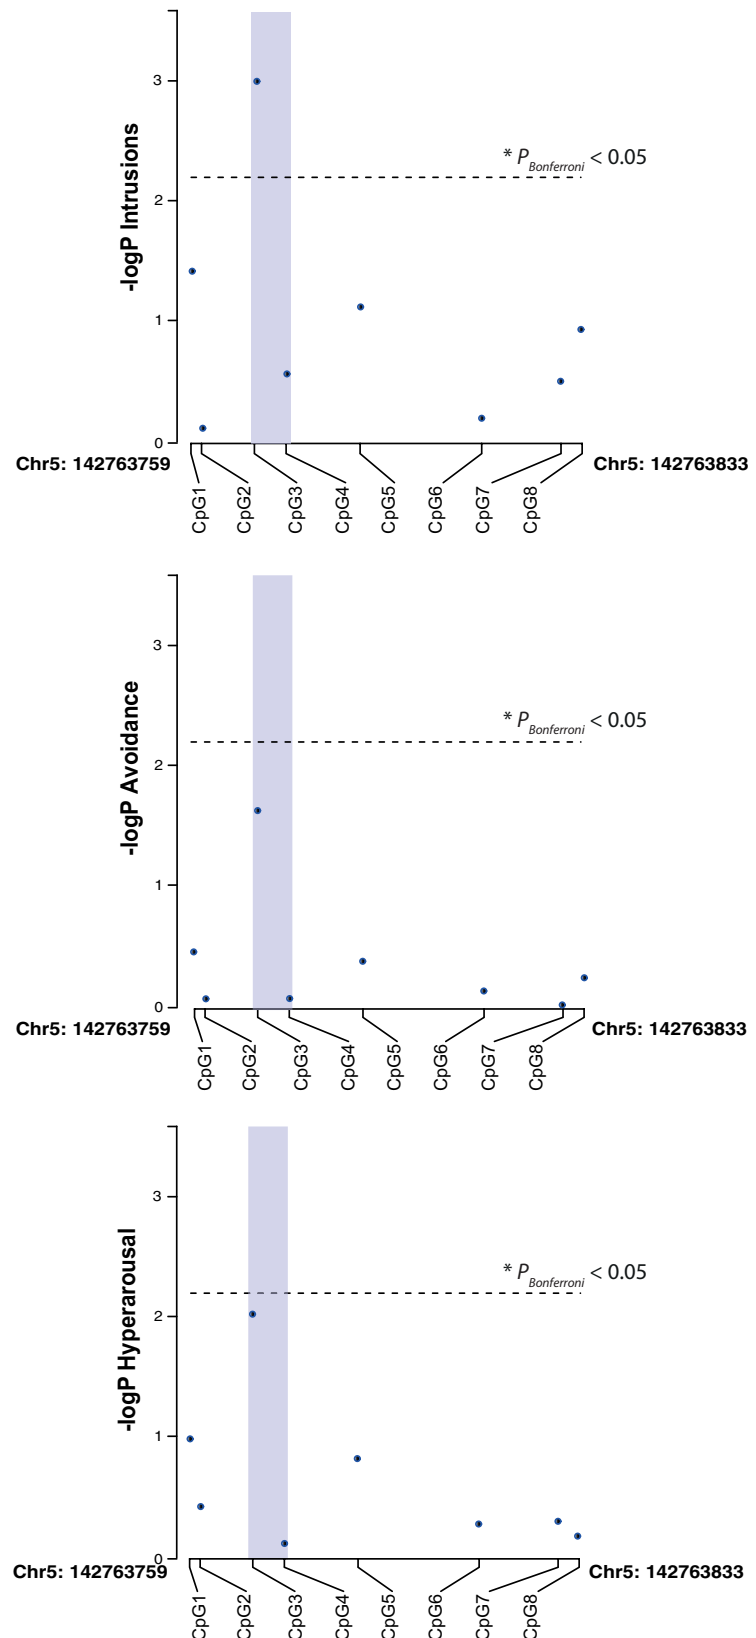 -logP Intrusions
3
2
1
0
* P Bonferroni < 0.05
Chr5: 142763759
Chr5: 142763833
CpG1
CpG2
CpG3
CpG4
CpG5
CpG6
CpG7
CpG8
-logP Avoidance
3
2
1
0
* P Bonferroni < 0.05
Chr5: 142763759
Chr5: 142763833
CpG1
CpG2
CpG3
CpG4
CpG5
CpG6
CpG7
CpG8
-logP Hyperarousal
3
2
1
0
* P Bonferroni < 0.05
Chr5: 142763759
Chr5: 142763833
CpG1
CpG2
CpG3
CpG4
CpG5
CpG6
CpG7
CpG8